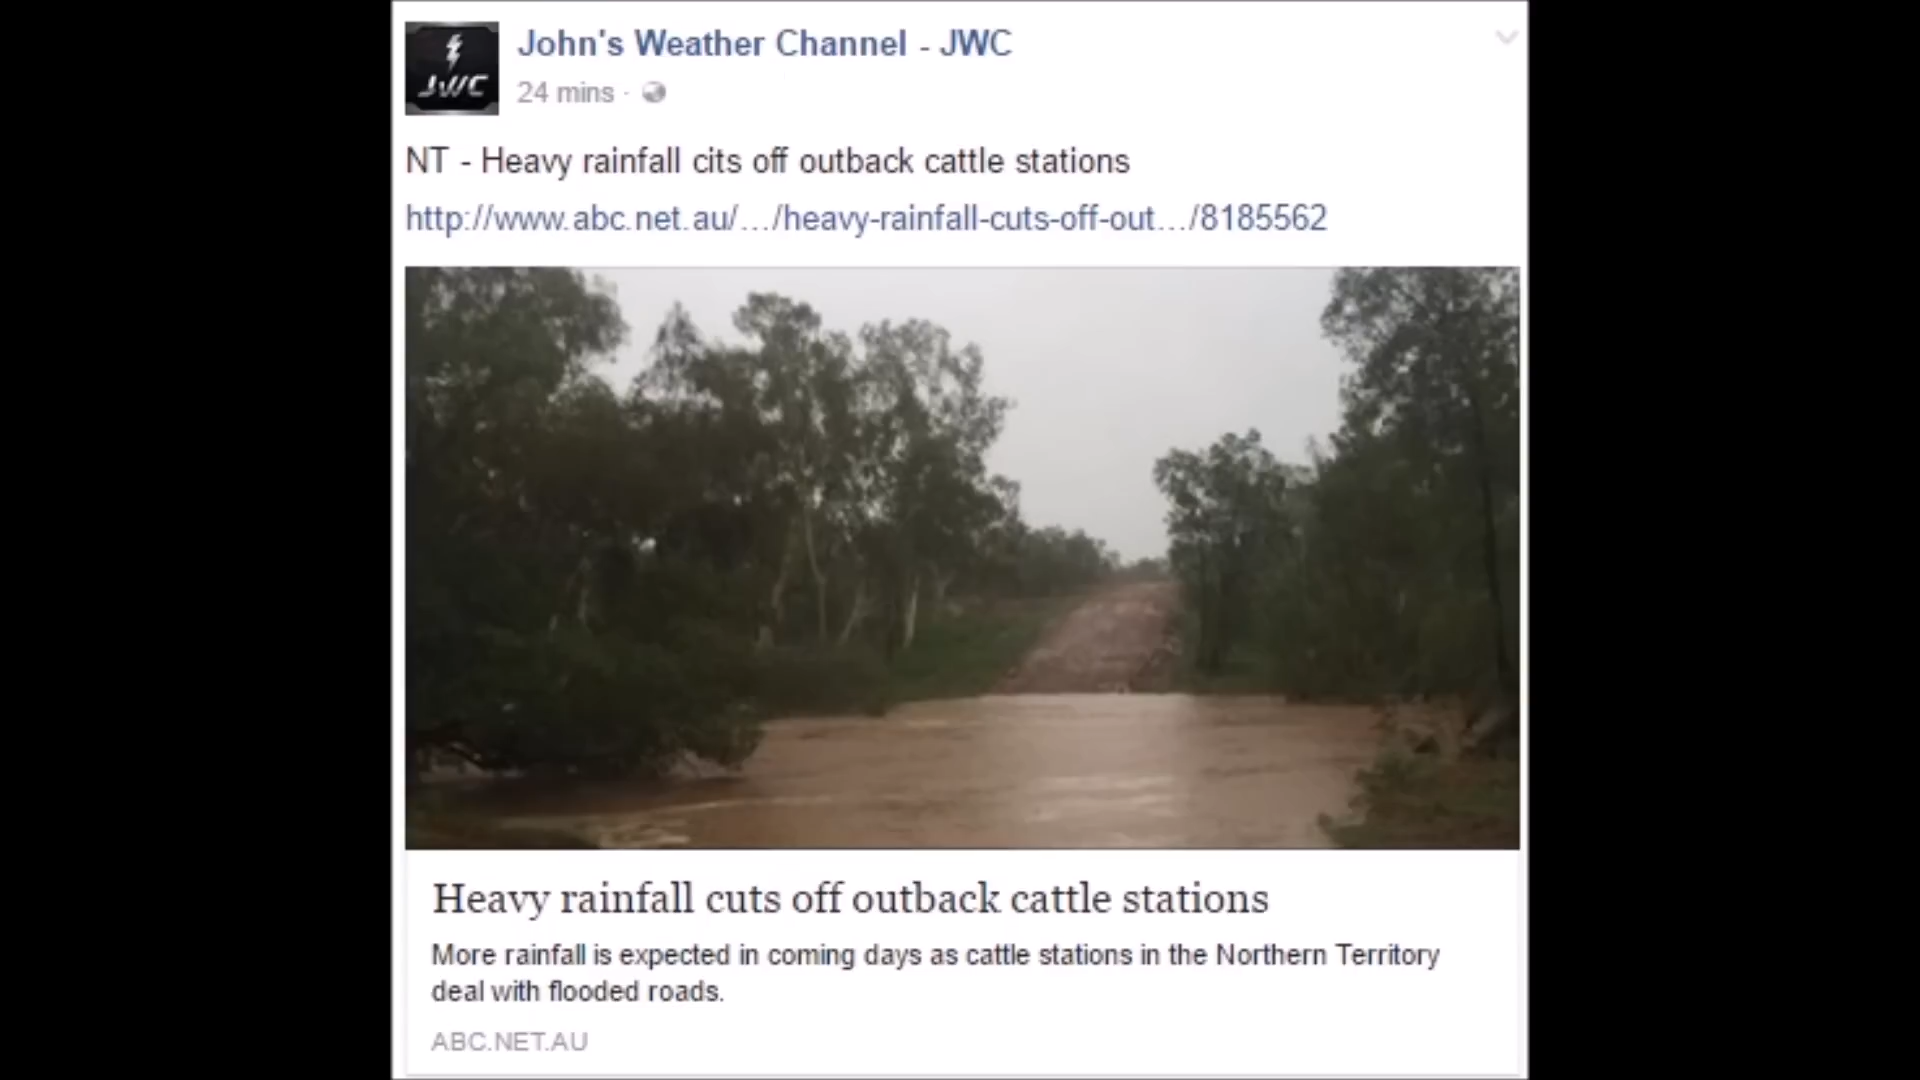 JWC
John's Weather Channel - JWC
24 mins ·
NT - Heavy rainfall cits off outback cattle stations
http://www.abc.net.au/.../heavy-rainfall-cuts-off-out.../8185562
Heavy rainfall cuts off outback cattle stations
More rainfall is expected in coming days as cattle stations in the Northern Territory
deal with flooded roads.
ABC.NET.AU